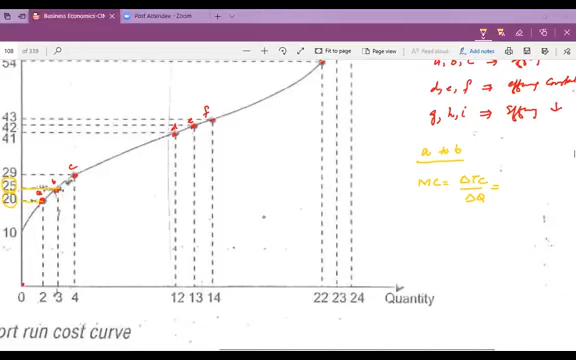 Business Economics-CM
Post Attendee - Zoom
108 of 339
Fit to page
Page view
Read aloud
Add notes
54
a, b, c ⇒
d, e, f ⇒
g, h, i ⇒ ↓
a to b
MC = ΔTC/ΔQ =
43
42
41
29
25
20
10
a b c d e f
0 2 3 4 12 13 14 22 23 24 Quantity
ort run cost curve